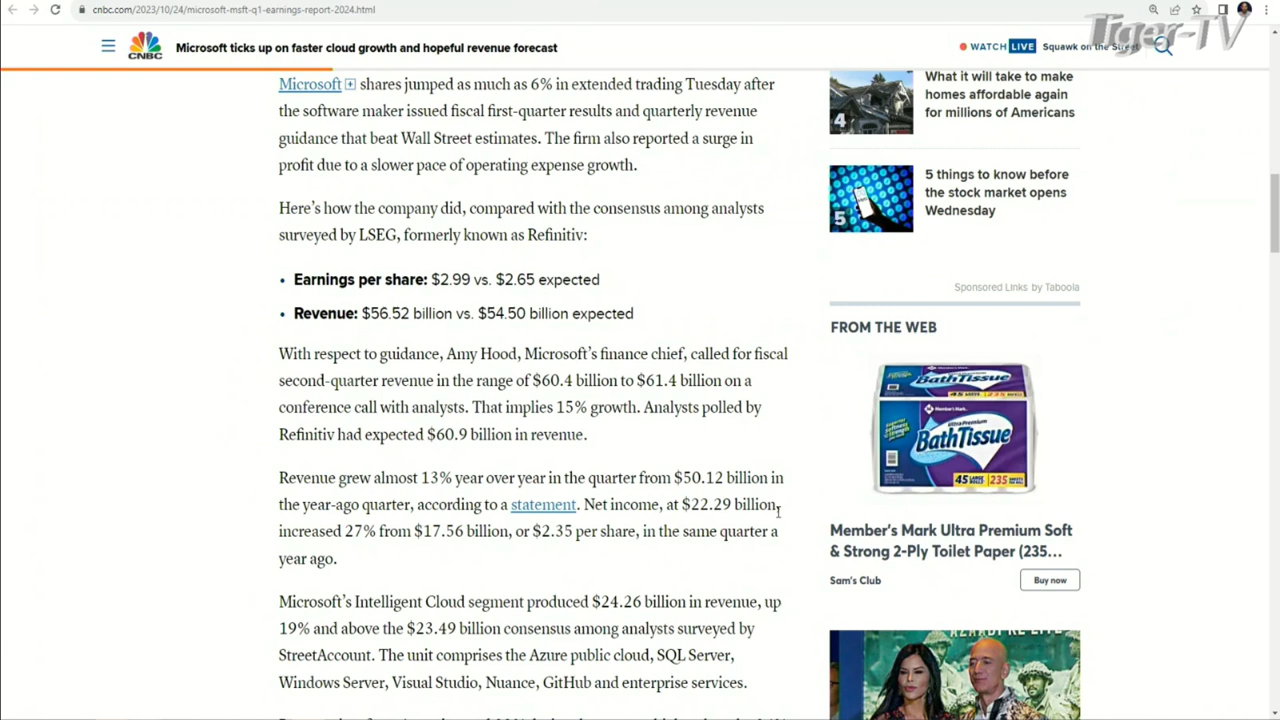 cnbc.com/2023/10/24/microsoft-msft-q1-earnings-report-2024.html
Tiger-TV
CNBC
Microsoft ticks up on faster cloud growth and hopeful revenue forecast
WATCH LIVE Squawk on the Street
Microsoft shares jumped as much as 6% in extended trading Tuesday after
the software maker issued fiscal first-quarter results and quarterly revenue
guidance that beat Wall Street estimates. The firm also reported a surge in
profit due to a slower pace of operating expense growth.
Here’s how the company did, compared with the consensus among analysts
surveyed by LSEG, formerly known as Refinitiv:
• Earnings per share: $2.99 vs. $2.65 expected
• Revenue: $56.52 billion vs. $54.50 billion expected
With respect to guidance, Amy Hood, Microsoft’s finance chief, called for fiscal
second-quarter revenue in the range of $60.4 billion to $61.4 billion on a
conference call with analysts. That implies 15% growth. Analysts polled by
Refinitiv had expected $60.9 billion in revenue.
Revenue grew almost 13% year over year in the quarter from $50.12 billion in
the year-ago quarter, according to a statement. Net income, at $22.29 billion,
increased 27% from $17.56 billion, or $2.35 per share, in the same quarter a
year ago.
Microsoft’s Intelligent Cloud segment produced $24.26 billion in revenue, up
19% and above the $23.49 billion consensus among analysts surveyed by
StreetAccount. The unit comprises the Azure public cloud, SQL Server,
Windows Server, Visual Studio, Nuance, GitHub and enterprise services.
4
What it will take to make
homes affordable again
for millions of Americans
5
5 things to know before
the stock market opens
Wednesday
Sponsored Links by Taboola
FROM THE WEB
BathTissue
Member's Mark
Ultra Premium
BathTissue
45 LARGE ROLLS 235
Member’s Mark Ultra Premium Soft
& Strong 2-Ply Toilet Paper (235…
Sam’s Club
Buy now